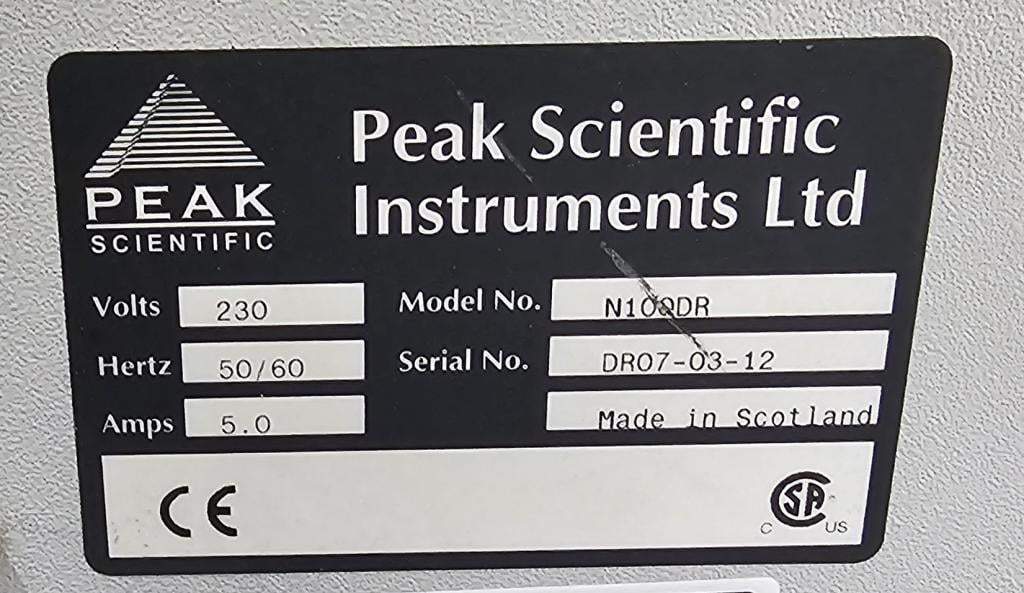 PEAK
SCIENTIFIC
Peak Scientific
Instruments Ltd
Volts 230
Model No. N100DR
Hertz 50/60
Serial No. DR07-03-12
Amps 5.0
Made in Scotland
CE
C SA US